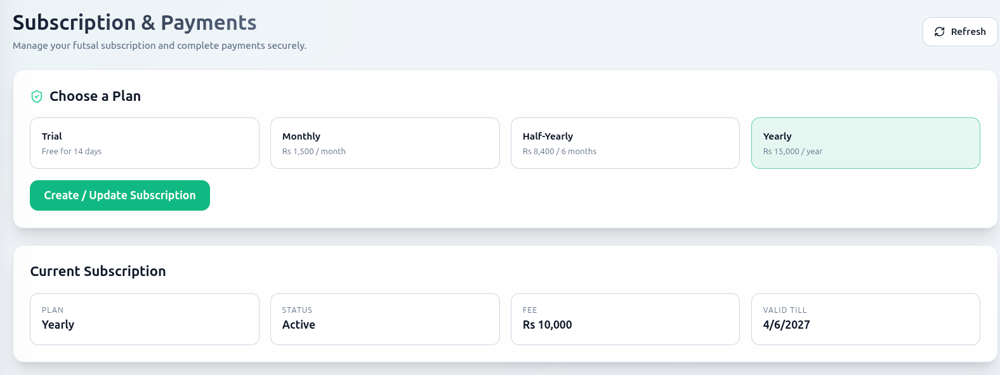 Subscription & Payments
Manage your futsal subscription and complete payments securely.
Refresh
Choose a Plan
Trial
Free for 14 days
Monthly
Rs 1,500 / month
Half-Yearly
Rs 8,400 / 6 months
Yearly
Rs 15,000 / year
Create / Update Subscription
Current Subscription
PLAN
Yearly
STATUS
Active
FEE
Rs 10,000
VALID TILL
4/6/2027